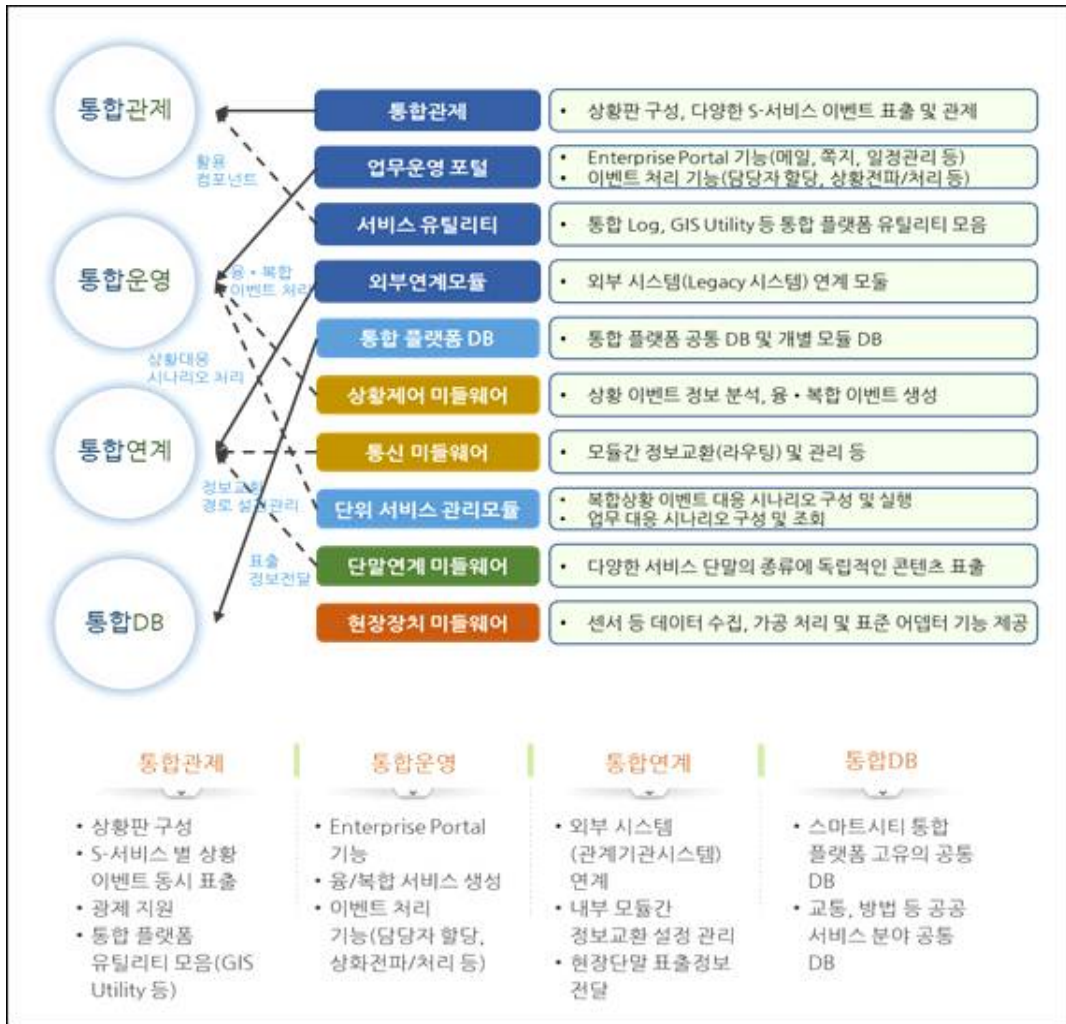 통합관제
통합관제
• 상황판 구성, 다양한 S-서비스 이벤트 표출 및 관제
활용
컴포넌트
업무운영 포털
• Enterprise Portal 기능(메일, 쪽지, 일정관리 등)
• 이벤트 처리 기능(담당자 할당, 상황전파/처리 등)
서비스 유틸리티
• 통합 Log, GIS Utility 등 통합 플랫폼 유틸리티 모음
통합운영
융・복합
이벤트 처리
외부연계모듈
• 외부 시스템(Legacy 시스템) 연계 모둘
통합 플랫폼 DB
• 통합 플랫폼 공통 DB 및 개별 모듈 DB
상황대응
시나리오 처리
상황제어 미들웨어
• 상황 이벤트 정보 분석, 융・복합 이벤트 생성
통합연계
통신 미들웨어
• 모듈간 정보교환(라우팅) 및 관리 등
정보교환
경로 설정관리
단위 서비스 관리모듈
• 복합상황 이벤트 대응 시나리오 구성 및 실행
• 업무 대응 시나리오 구성 및 조회
표출
정보전달
단말연계 미들웨어
• 다양한 서비스 단말의 종류에 독립적인 콘텐츠 표출
통합DB
현장장치 미들웨어
• 센서 등 데이터 수집, 가공 처리 및 표준 어뎁터 기능 제공
통합관제
• 상황판 구성
• S-서비스 별 상황
이벤트 동시 표출
• 광제 지원
• 통합 플랫폼
유틸리티 모음(GIS
Utility 등)
통합운영
• Enterprise Portal
기능
• 융/복합 서비스 생성
• 이벤트 처리
기능(담당자 할당,
상화전파/처리 등)
통합연계
• 외부 시스템
(관계기관시스템)
연계
• 내부 모듈간
정보교환 설정 관리
• 현장단말 표출정보
전달
통합DB
• 스마트시티 통합
플랫폼 고유의 공통
DB
• 교통, 방법 등 공공
서비스 분야 공통
DB